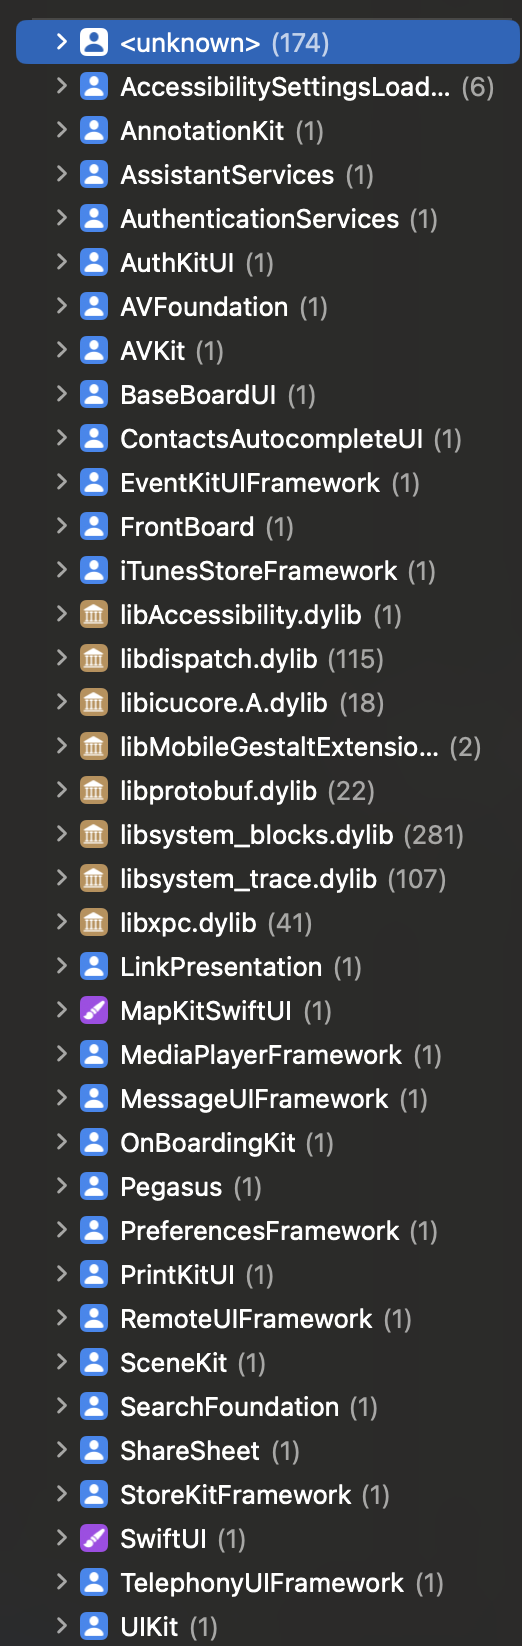 <unknown> (174)
AccessibilitySettingsLoad... (6)
AnnotationKit (1)
AssistantServices (1)
AuthenticationServices (1)
AuthKitUI (1)
AVFoundation (1)
AVKit (1)
BaseBoardUI (1)
ContactsAutocompleteUI (1)
EventKitUIFramework (1)
FrontBoard (1)
iTunesStoreFramework (1)
libAccessibility.dylib (1)
libdispatch.dylib (115)
libicucore.A.dylib (18)
libMobileGestaltExtensio... (2)
libprotobuf.dylib (22)
libsystem_blocks.dylib (281)
libsystem_trace.dylib (107)
libxpc.dylib (41)
LinkPresentation (1)
MapKitSwiftUI (1)
MediaPlayerFramework (1)
MessageUIFramework (1)
OnBoardingKit (1)
Pegasus (1)
PreferencesFramework (1)
PrintKitUI (1)
RemoteUIFramework (1)
SceneKit (1)
SearchFoundation (1)
ShareSheet (1)
StoreKitFramework (1)
SwiftUI (1)
TelephonyUIFramework (1)
UIKit (1)